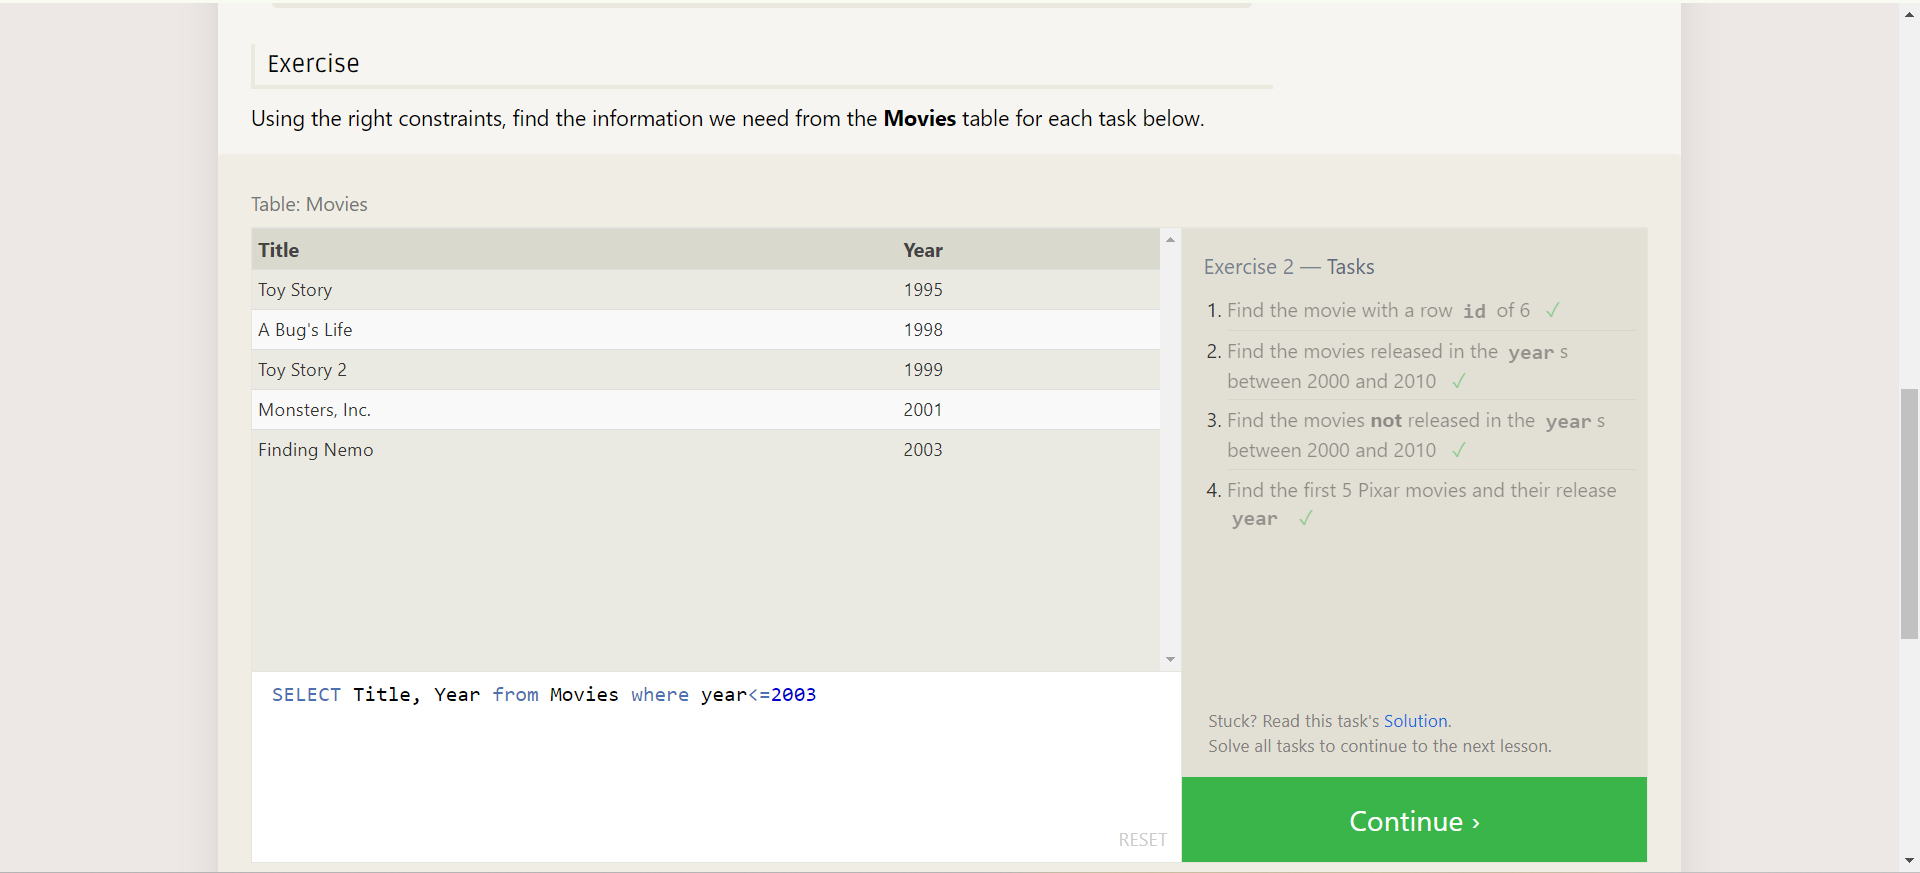 Exercise
Using the right constraints, find the information we need from the Movies table for each task below.
Table: Movies
Title Year
Toy Story 1995
A Bug's Life 1998
Toy Story 2 1999
Monsters, Inc. 2001
Finding Nemo 2003
SELECT Title, Year from Movies where year<=2003
RESET
Exercise 2 — Tasks
1. Find the movie with a row id of 6 ✓
2. Find the movies released in the year s
between 2000 and 2010 ✓
3. Find the movies not released in the year s
between 2000 and 2010 ✓
4. Find the first 5 Pixar movies and their release
year ✓
Stuck? Read this task's Solution.
Solve all tasks to continue to the next lesson.
Continue ›